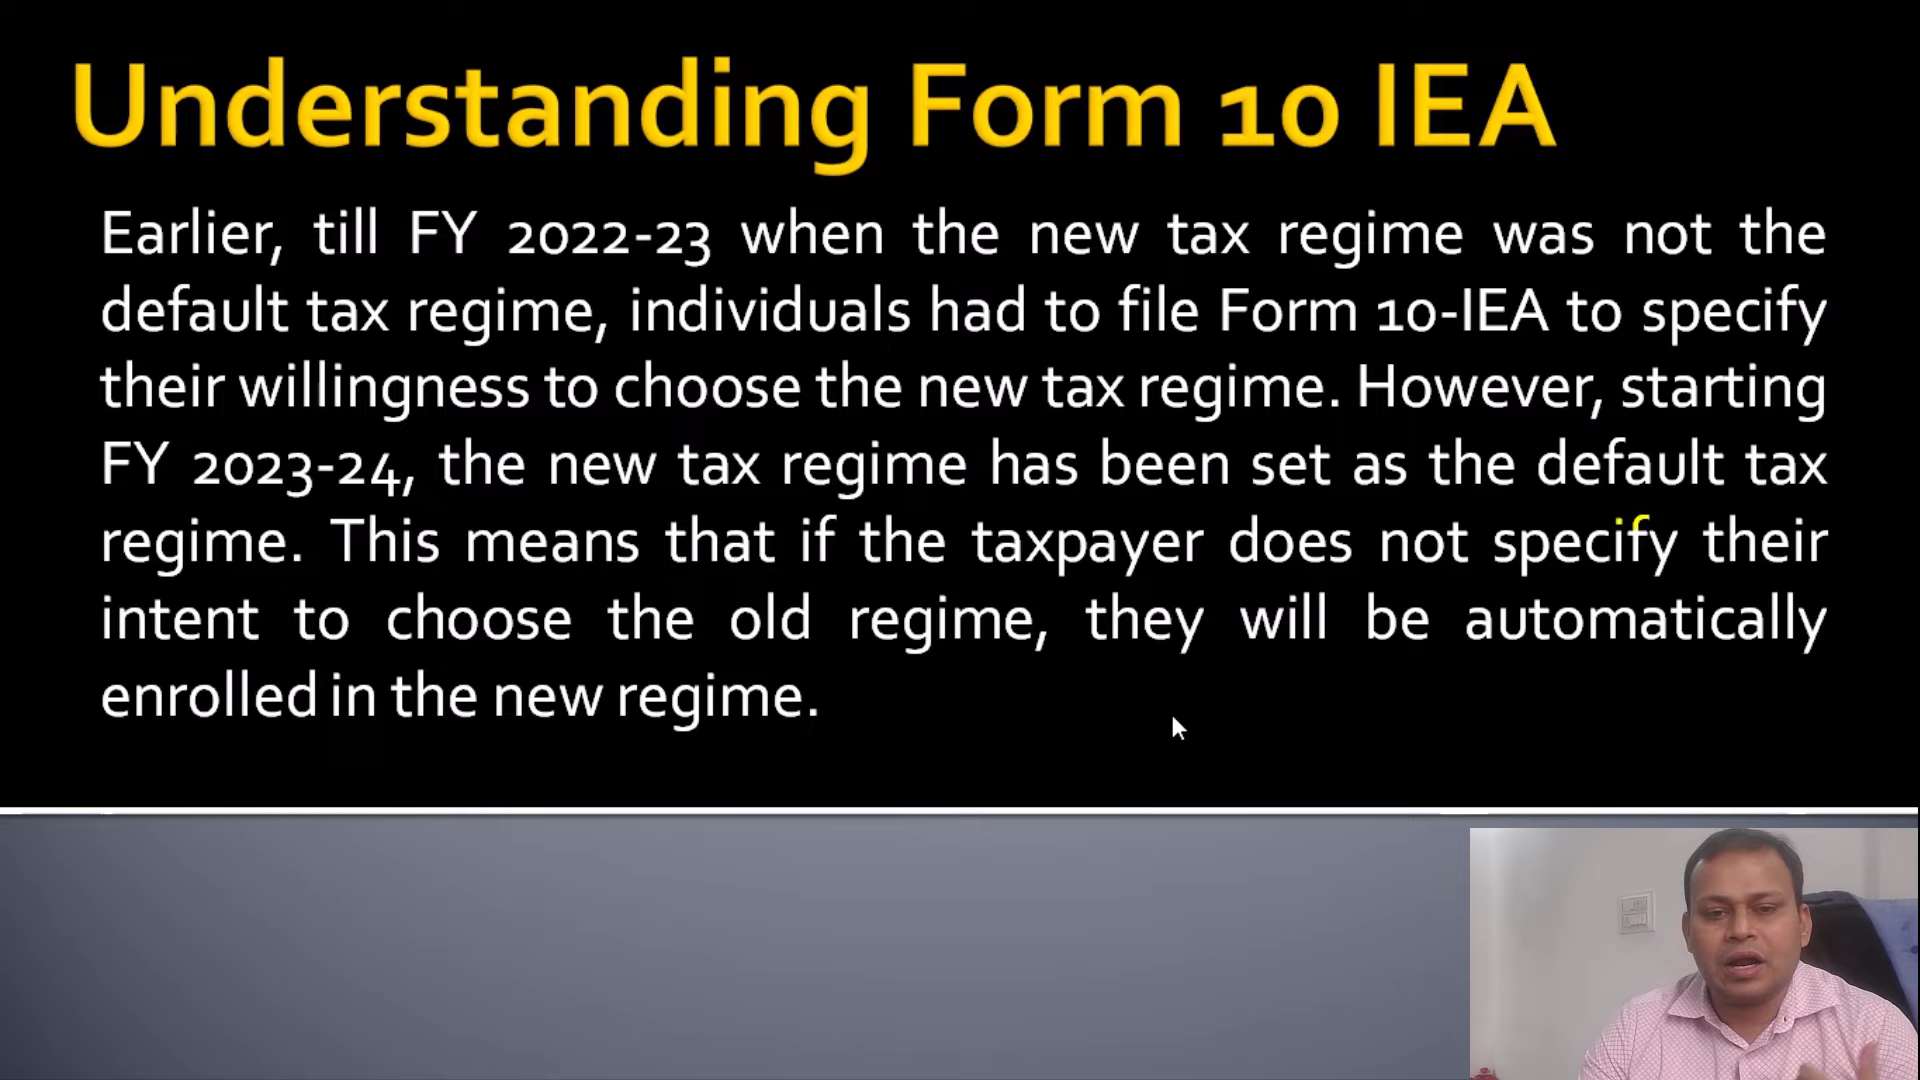 Understanding Form 10 IEA
Earlier, till FY 2022-23 when the new tax regime was not the
default tax regime, individuals had to file Form 10-IEA to specify
their willingness to choose the new tax regime. However, starting
FY 2023-24, the new tax regime has been set as the default tax
regime. This means that if the taxpayer does not specify their
intent to choose the old regime, they will be automatically
enrolled in the new regime.